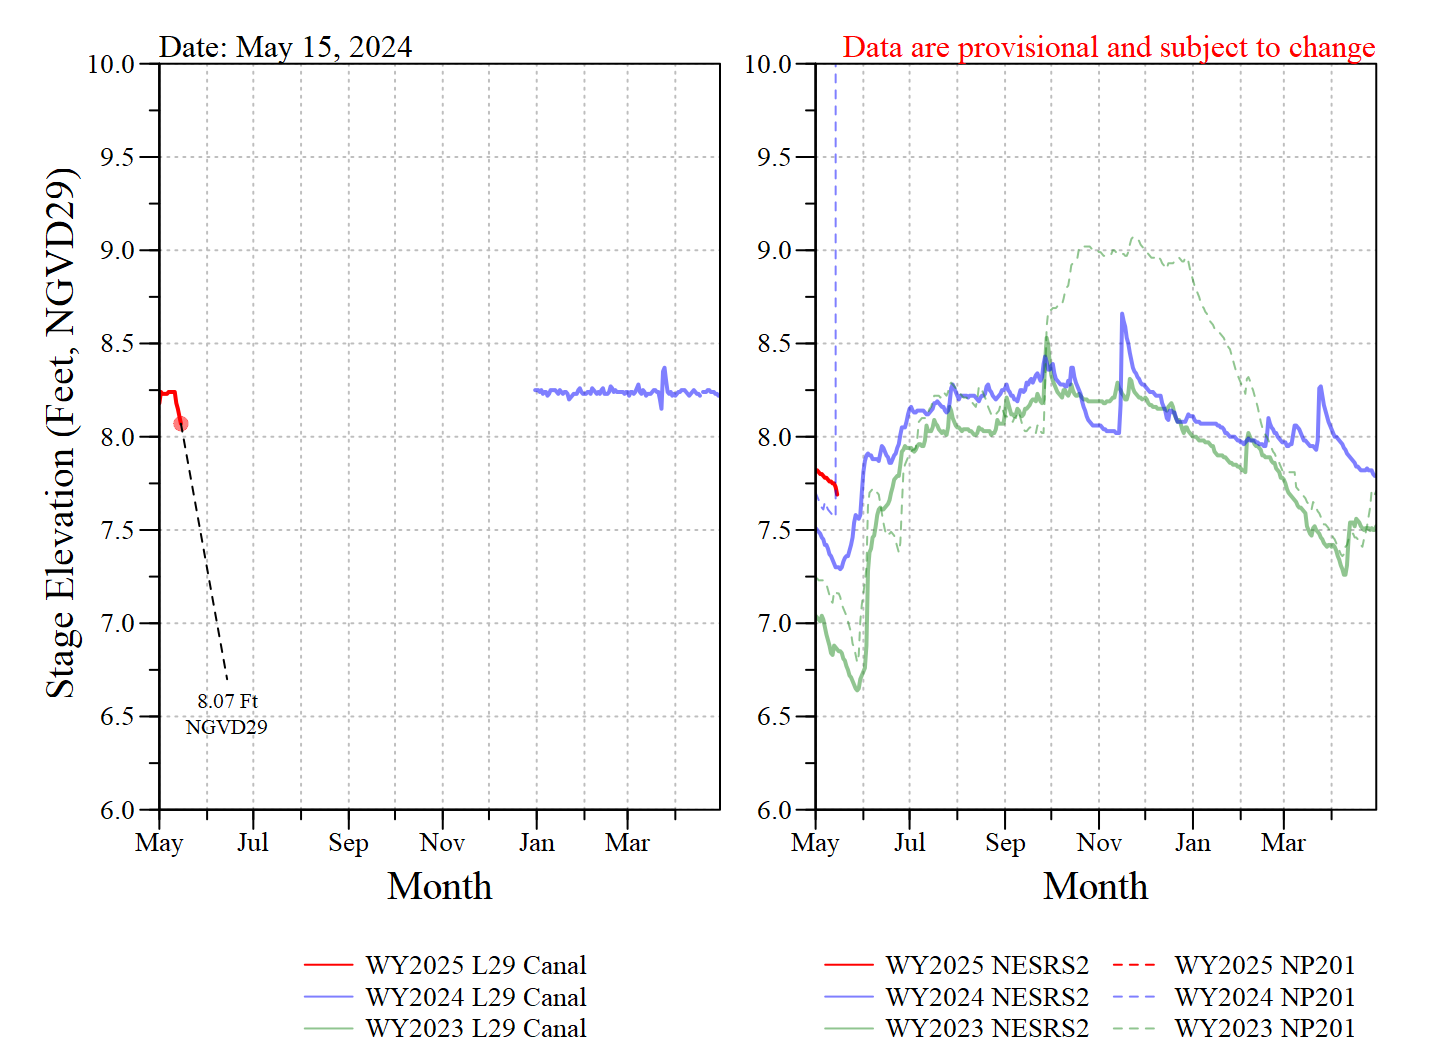 Date: May 15, 2024
Data are provisional and subject to change
Stage Elevation (Feet, NGVD29)
10.0
9.5
9.0
8.5
8.0
7.5
7.0
6.5
6.0
8.07 Ft
NGVD29
May Jul Sep Nov Jan Mar
Month
10.0
9.5
9.0
8.5
8.0
7.5
7.0
6.5
6.0
May Jul Sep Nov Jan Mar
Month
WY2025 L29 Canal
WY2024 L29 Canal
WY2023 L29 Canal
WY2025 NESRS2
WY2024 NESRS2
WY2023 NESRS2
WY2025 NP201
WY2024 NP201
WY2023 NP201